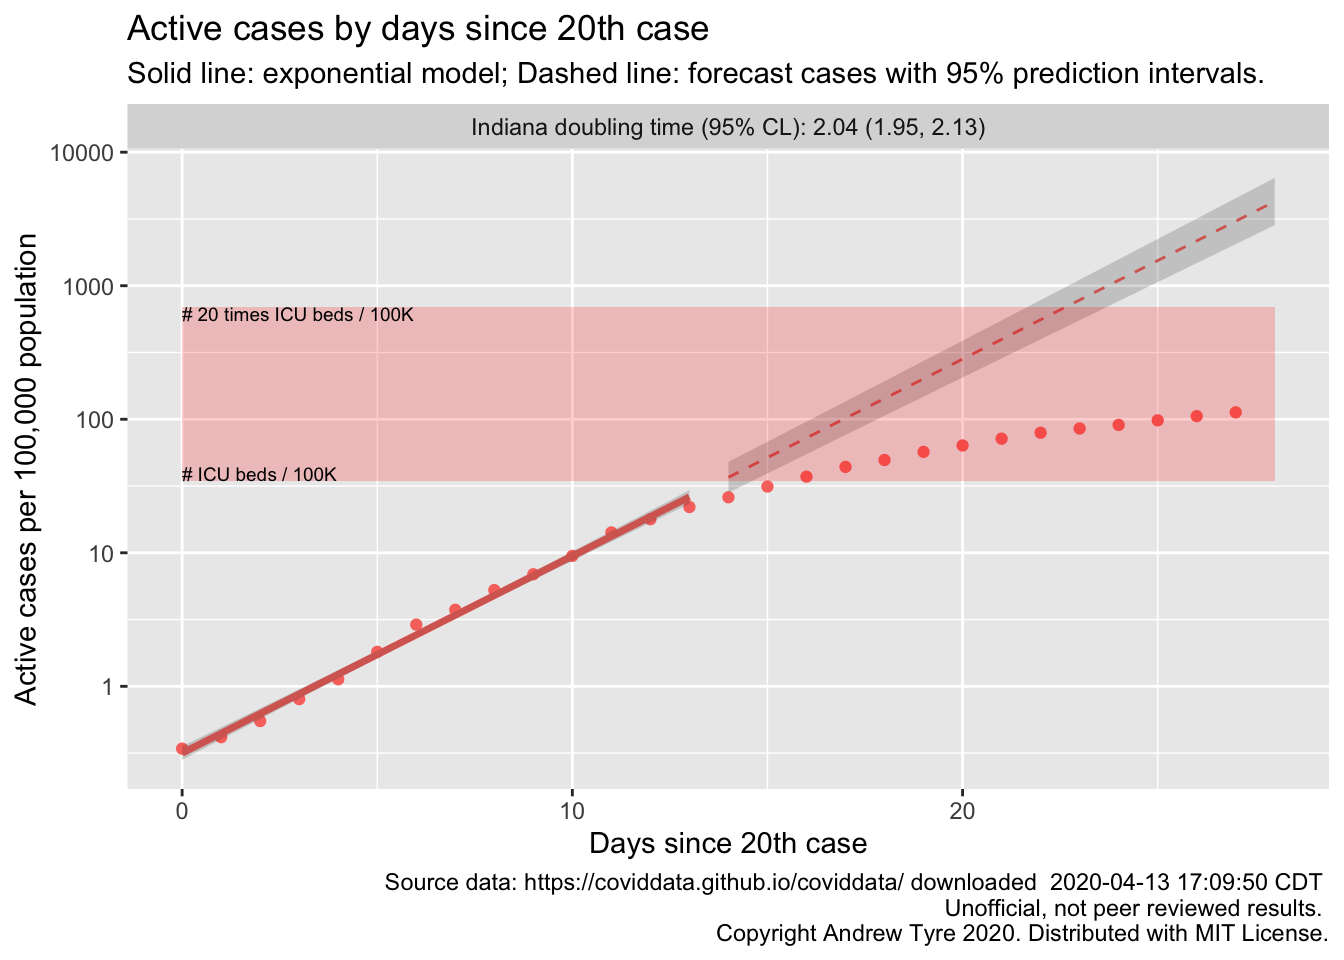 Active cases by days since 20th case
Solid line: exponential model; Dashed line: forecast cases with 95% prediction intervals.
Indiana doubling time (95% CL): 2.04 (1.95, 2.13)
Active cases per 100,000 population
10000
1000
100
10
1
# 20 times ICU beds / 100K
# ICU beds / 100K
0
10
20
Days since 20th case
Source data: https://coviddata.github.io/coviddata/ downloaded  2020-04-13 17:09:50 CDT
Unofficial, not peer reviewed results.
Copyright Andrew Tyre 2020. Distributed with MIT License.